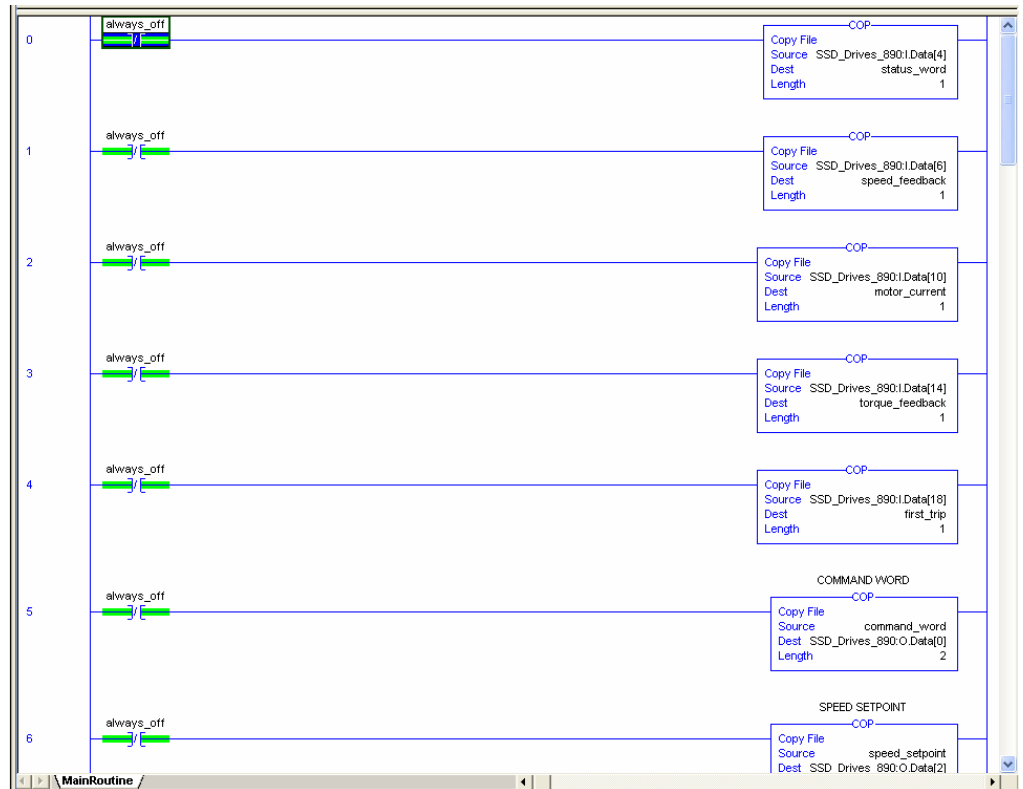 always_off
0
COP
Copy File
Source SSD_Drives_890:I.Data[4]
Dest status_word
Length 1
always_off
1
COP
Copy File
Source SSD_Drives_890:I.Data[6]
Dest speed_feedback
Length 1
always_off
2
COP
Copy File
Source SSD_Drives_890:I.Data[10]
Dest motor_current
Length 1
always_off
3
COP
Copy File
Source SSD_Drives_890:I.Data[14]
Dest torque_feedback
Length 1
always_off
4
COP
Copy File
Source SSD_Drives_890:I.Data[18]
Dest first_trip
Length 1
COMMAND WORD
always_off
5
COP
Copy File
Source command_word
Dest SSD_Drives_890:O.Data[0]
Length 2
SPEED SETPOINT
always_off
6
COP
Copy File
Source speed_setpoint
Dest SSD_Drives_890:O.Data[2]
MainRoutine